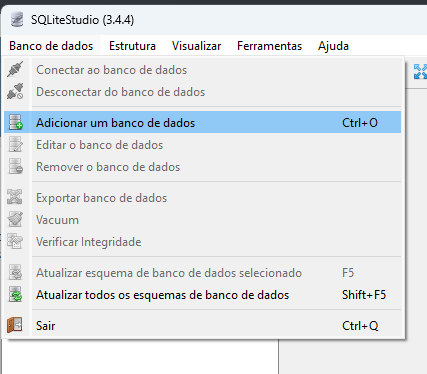 SQLiteStudio (3.4.4)
Banco de dados Estrutura Visualizar Ferramentas Ajuda
Conectar ao banco de dados
Desconectar do banco de dados
Adicionar um banco de dados Ctrl+O
Editar o banco de dados
Remover o banco de dados
Exportar banco de dados
Vacuum
Verificar Integridade
Atualizar esquema de banco de dados selecionado F5
Atualizar todos os esquemas de banco de dados Shift+F5
Sair Ctrl+Q